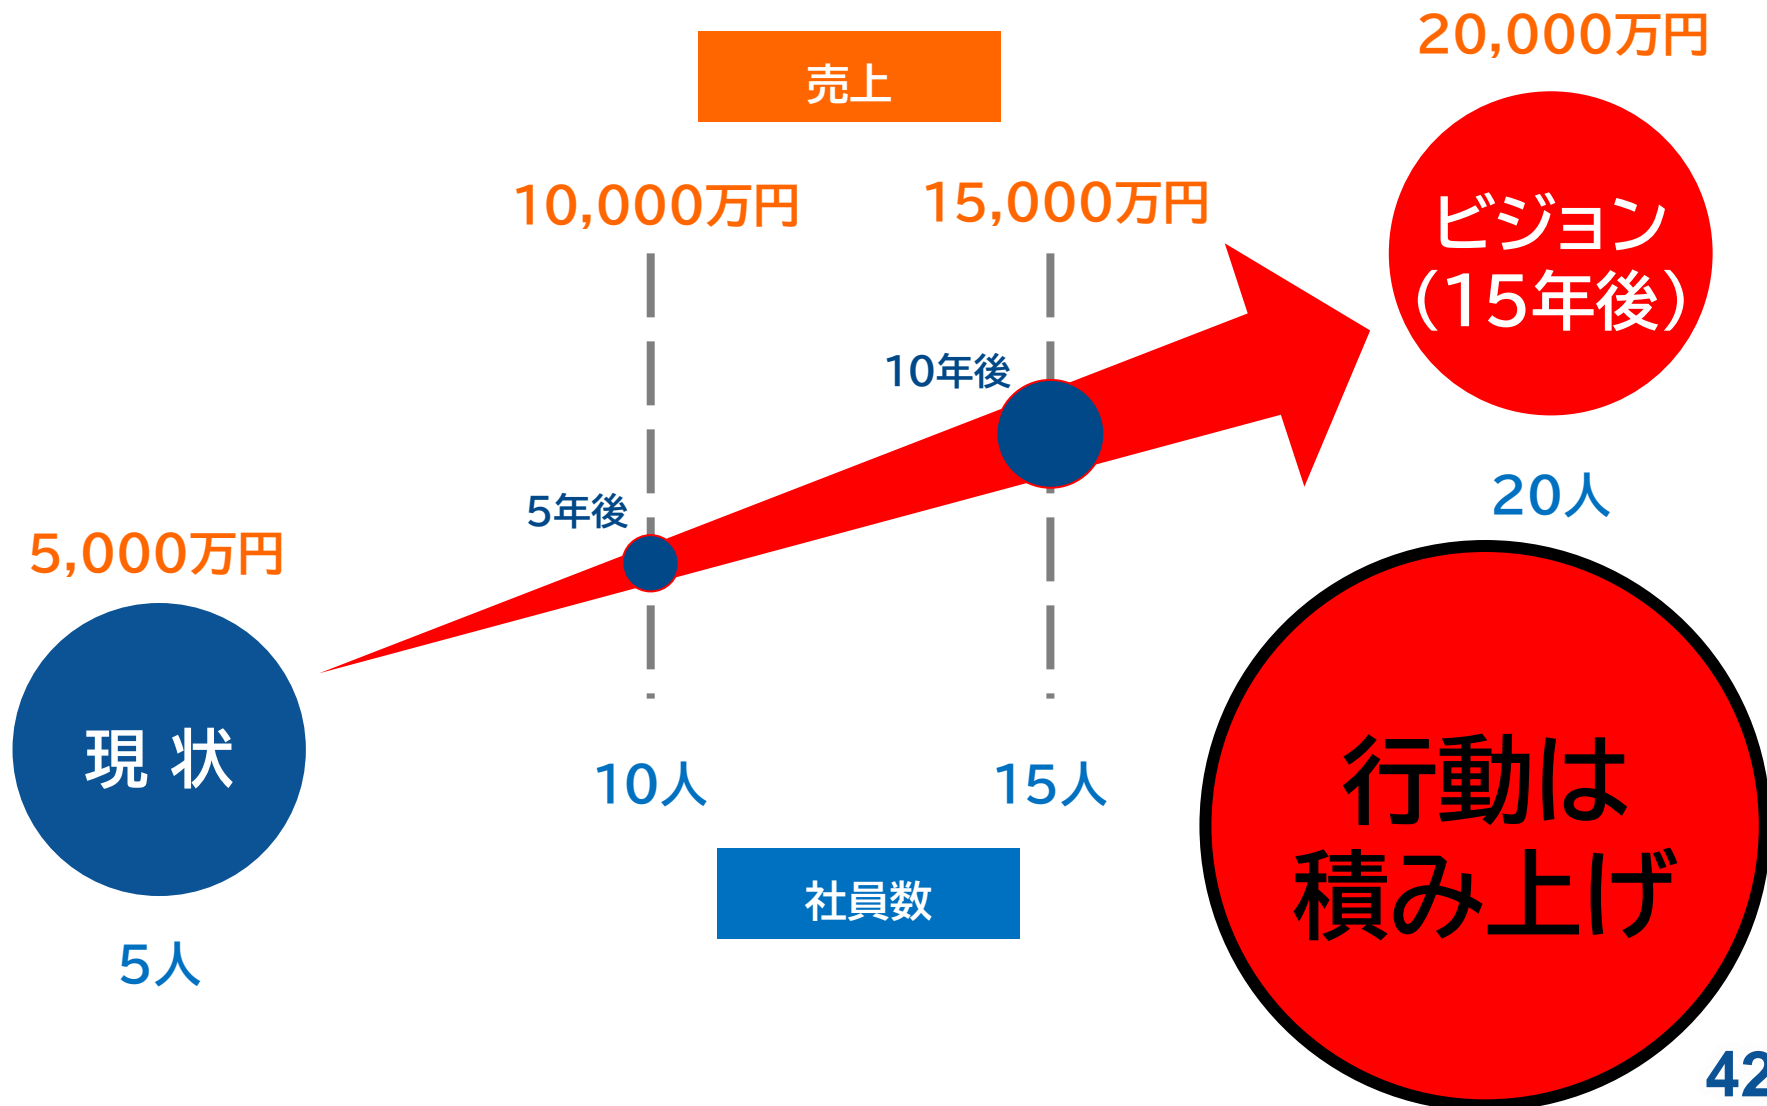 20,000万円
売上
10,000万円
15,000万円
ビジョン
(15年後)
10年後
5年後
20人
5,000万円
現 状
10人
15人
行動は
積み上げ
社員数
5人
42